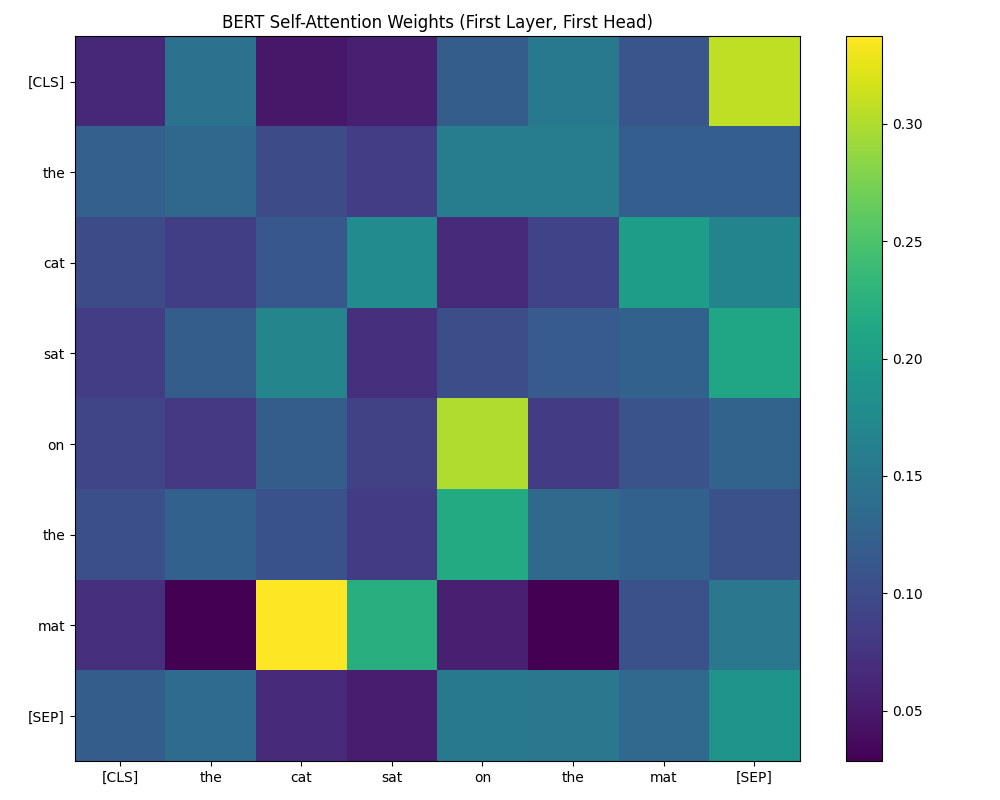 BERT Self-Attention Weights (First Layer, First Head)
[CLS]
the
cat
sat
on
the
mat
[SEP]
[CLS] the cat sat on the mat [SEP]
0.30
0.25
0.20
0.15
0.10
0.05